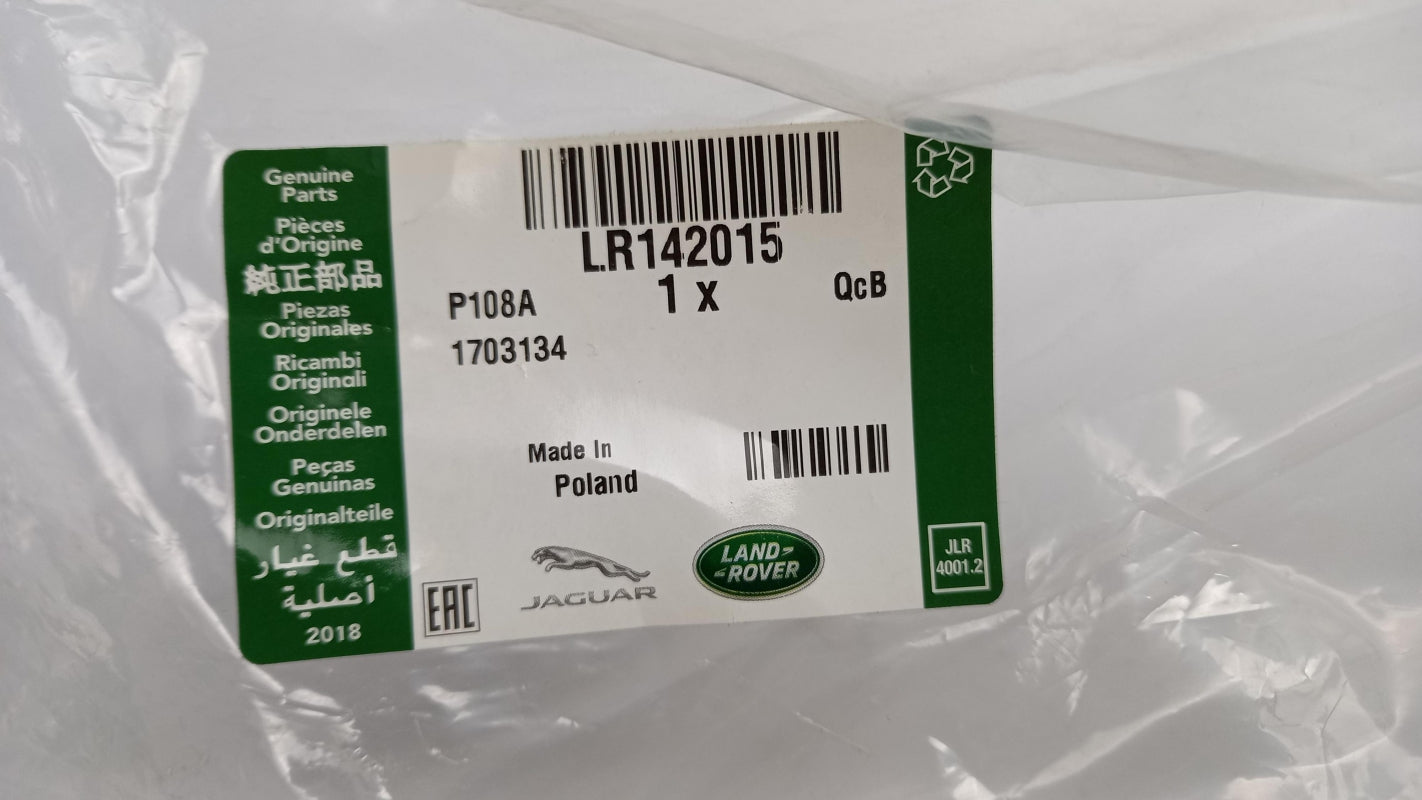 Genuine
Parts
Pièces
d'Origine
純正部品
Piezas
Originales
Ricambi
Originali
Originele
Onderdelen
Peças
Genuinas
Originalteile
قطع غيار
أصلية
2018
LR142015
1 x
QcB
P108A
1703134
Made In
Poland
EAC
JAGUAR
LAND-
-ROVER
JLR
4001.2